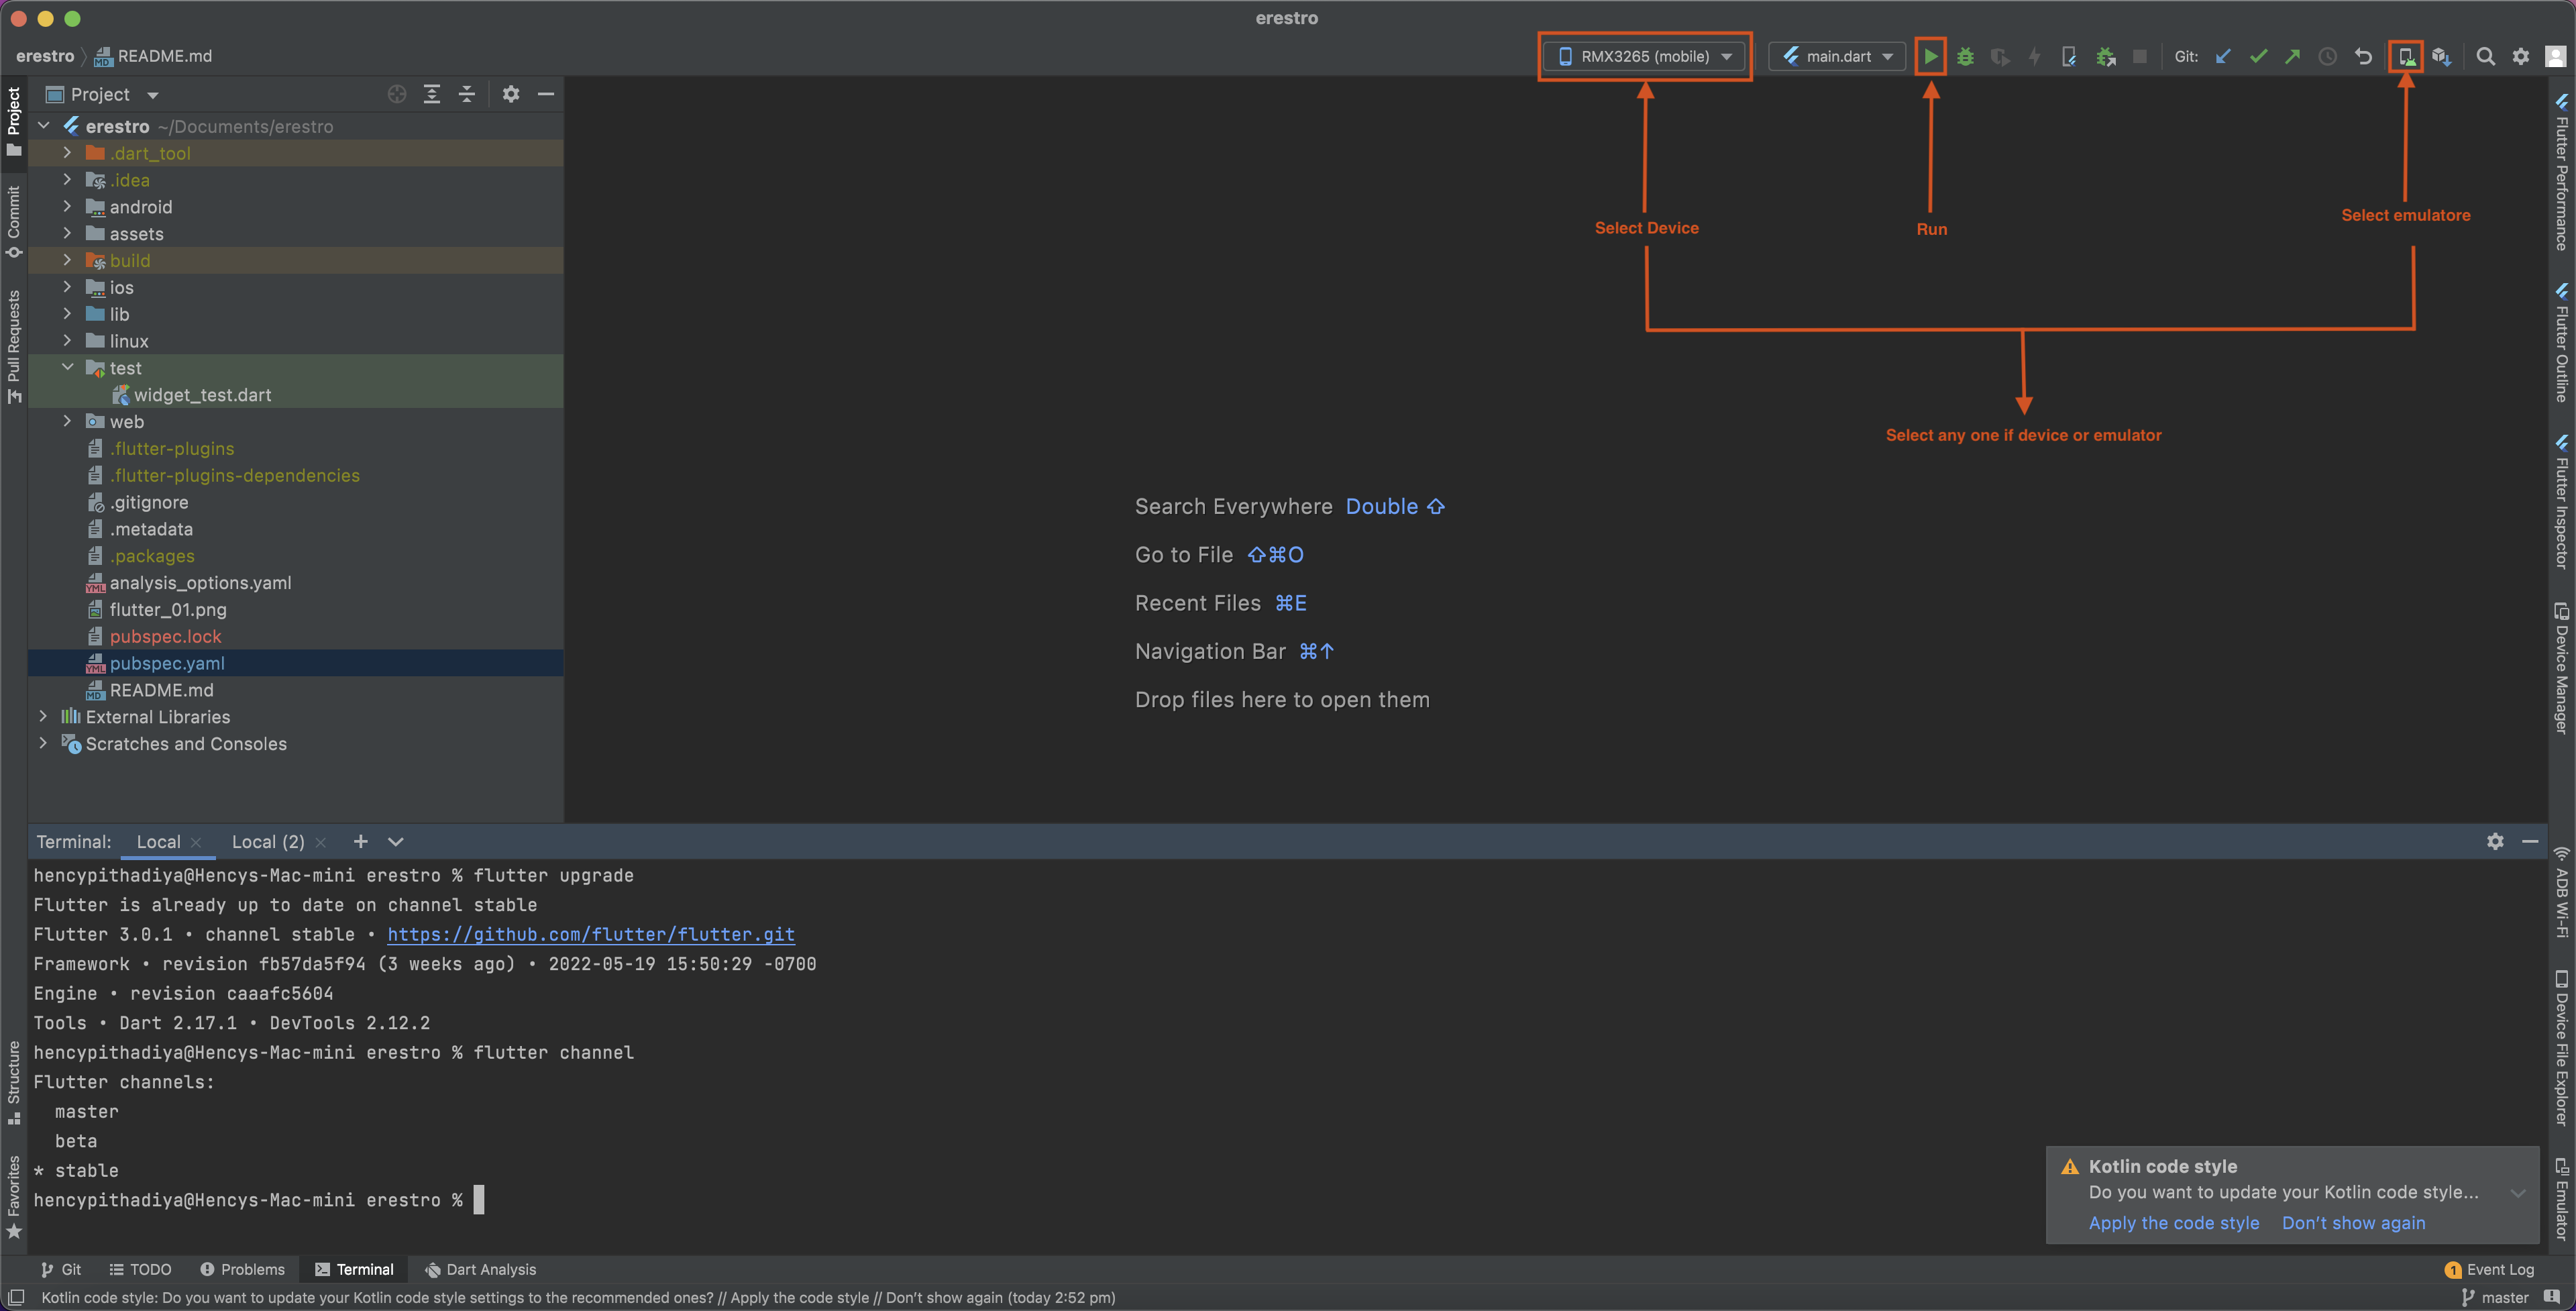 erestro
erestro
README.md
RMX3265 (mobile)
main.dart
Git:
Project
Commit
Pull Requests
Structure
Favorites
Project
erestro ~/Documents/erestro
.dart_tool
.idea
android
assets
build
ios
lib
linux
test
widget_test.dart
web
.flutter-plugins
.flutter-plugins-dependencies
.gitignore
.metadata
.packages
analysis_options.yaml
flutter_01.png
pubspec.lock
pubspec.yaml
README.md
External Libraries
Scratches and Consoles
Select Device
Run
Select emulatore
Select any one if device or emulator
Search Everywhere Double ⇧
Go to File ⇧⌘O
Recent Files ⌘E
Navigation Bar ⌘↑
Drop files here to open them
Flutter Performance
Flutter Outline
Flutter Inspector
Device Manager
ADB Wi-Fi
Device File Explorer
Emulator
Terminal: Local Local (2)
hencypithadiya@Hencys-Mac-mini erestro % flutter upgrade
Flutter is already up to date on channel stable
Flutter 3.0.1 • channel stable • https://github.com/flutter/flutter.git
Framework • revision fb57da5f94 (3 weeks ago) • 2022-05-19 15:50:29 -0700
Engine • revision caaafc5604
Tools • Dart 2.17.1 • DevTools 2.12.2
hencypithadiya@Hencys-Mac-mini erestro % flutter channel
Flutter channels:
master
beta
* stable
hencypithadiya@Hencys-Mac-mini erestro %
Kotlin code style
Do you want to update your Kotlin code style...
Apply the code style Don't show again
Git TODO Problems Terminal Dart Analysis
1 Event Log
Kotlin code style: Do you want to update your Kotlin code style settings to the recommended ones? // Apply the code style // Don't show again (today 2:52 pm)
master